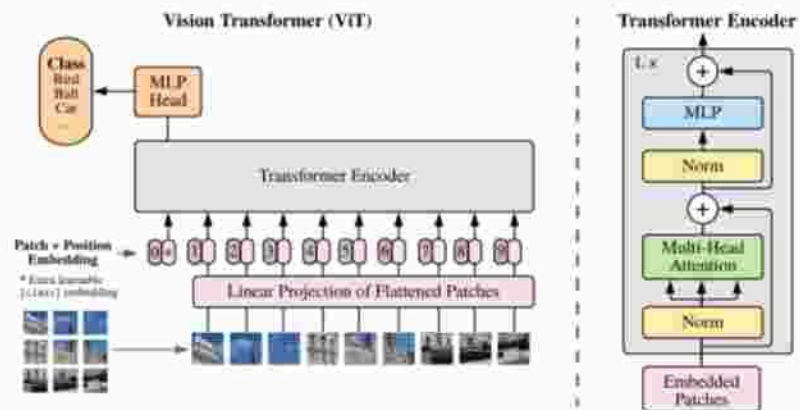 Vision Transformer (ViT)
Class
Bird
Ball
Car
...
MLP
Head
Transformer Encoder
Patch + Position
Embedding
* Extra learnable
[class] embedding
0 *
1
2
3
4
5
6
7
8
9
Linear Projection of Flattened Patches
Transformer Encoder
L x
+
MLP
Norm
+
Multi-Head
Attention
Norm
Embedded
Patches